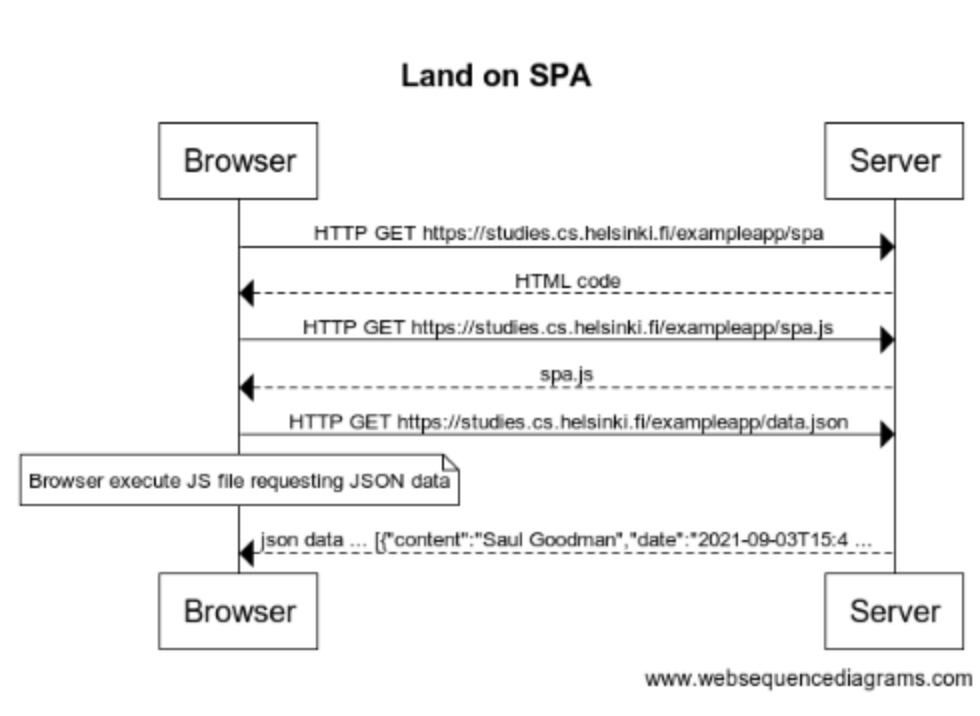 Land on SPA
Browser
Server
HTTP GET https://studies.cs.helsinki.fi/exampleapp/spa
HTML code
HTTP GET https://studies.cs.helsinki.fi/exampleapp/spa.js
spa.js
HTTP GET https://studies.cs.helsinki.fi/exampleapp/data.json
Browser execute JS file requesting JSON data
json data ... [{"content":"Saul Goodman","date":"2021-09-03T15:4 ...
Browser
Server
www.websequencediagrams.com